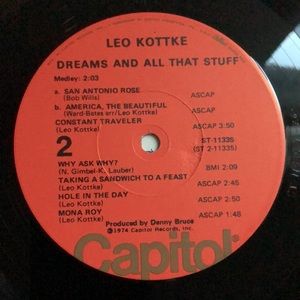 LEO KOTTKE
DREAMS AND ALL THAT STUFF
Medley: 2:03
a. SAN ANTONIO ROSE ASCAP
(Bob Wills)
b. AMERICA, THE BEAUTIFUL ASCAP
(Ward-Bates arr/Leo Kottke)
CONSTANT TRAVELER ASCAP 3:50
(Leo Kottke)
2
ST-11335
(ST 2-11335)
WHY ASK WHY? BMI 2:09
(N. Gimbel-K. Lauber)
TAKING A SANDWICH TO A FEAST ASCAP 2:45
(Leo Kottke)
HOLE IN THE DAY ASCAP 2:50
(Leo Kottke)
MONA ROY ASCAP 1:48
(Leo Kottke)
Produced by Denny Bruce
℗1974 Capitol Records, Inc.
Capitol